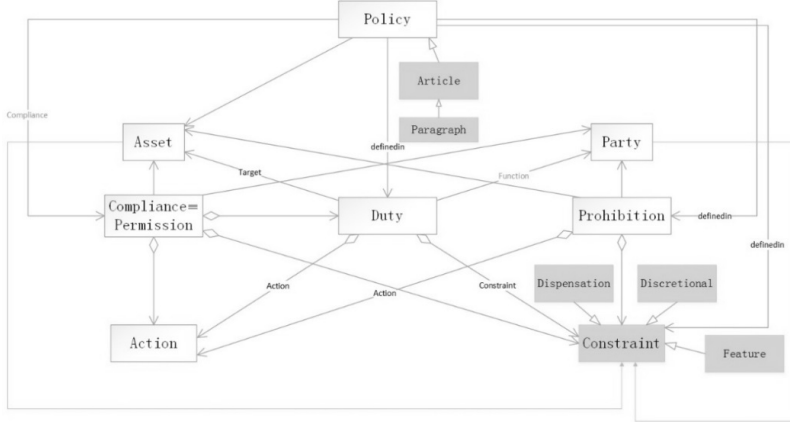 Policy
Article
Compliance
Paragraph
Asset
definedin
Party
Target
Function
Compliance=
Permission
Duty
Prohibition
definedin
definedin
Dispensation
Discretional
Action
Action
Constraint
Action
Constraint
Feature